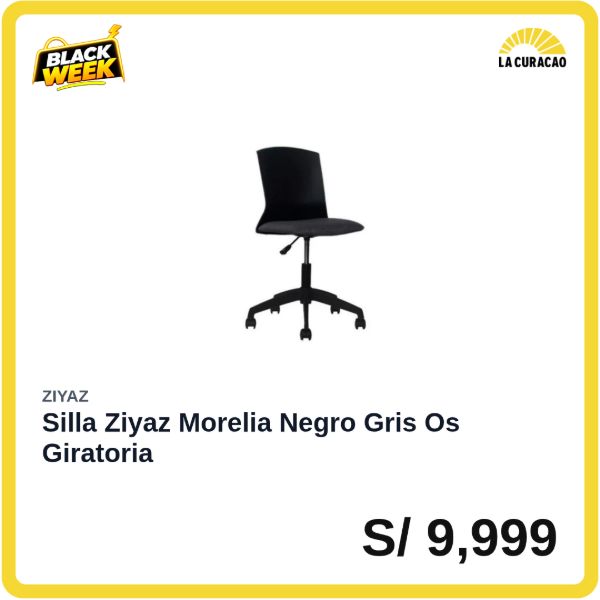 BLACK
WEEK
LA CURACAO
ZIYAZ
Silla Ziyaz Morelia Negro Gris Os
Giratoria
S/ 9,999